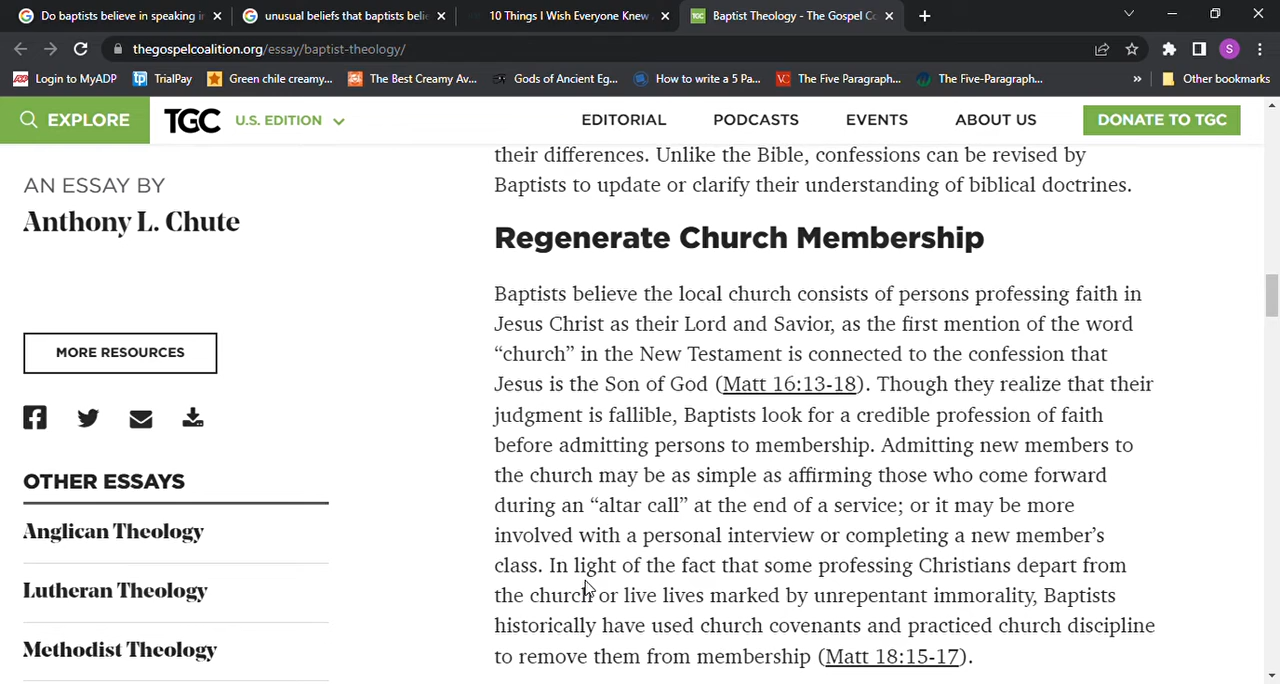 Do baptists believe in speaking i
unusual beliefs that baptists beli
10 Things I Wish Everyone Knew
TGC Baptist Theology - The Gospel Co
thegospelcoalition.org/essay/baptist-theology/
S
Login to MyADP
TrialPay
Green chile creamy...
The Best Creamy Av...
Gods of Ancient Eg...
How to write a 5 Pa...
The Five Paragraph...
The Five-Paragraph...
Other bookmarks
EXPLORE
TGC
U.S. EDITION
EDITORIAL
PODCASTS
EVENTS
ABOUT US
DONATE TO TGC
AN ESSAY BY
Anthony L. Chute
MORE RESOURCES
OTHER ESSAYS
Anglican Theology
Lutheran Theology
Methodist Theology
their differences. Unlike the Bible, confessions can be revised by
Baptists to update or clarify their understanding of biblical doctrines.
Regenerate Church Membership
Baptists believe the local church consists of persons professing faith in
Jesus Christ as their Lord and Savior, as the first mention of the word
“church” in the New Testament is connected to the confession that
Jesus is the Son of God (Matt 16:13-18). Though they realize that their
judgment is fallible, Baptists look for a credible profession of faith
before admitting persons to membership. Admitting new members to
the church may be as simple as affirming those who come forward
during an “altar call” at the end of a service; or it may be more
involved with a personal interview or completing a new member’s
class. In light of the fact that some professing Christians depart from
the church or live lives marked by unrepentant immorality, Baptists
historically have used church covenants and practiced church discipline
to remove them from membership (Matt 18:15-17).